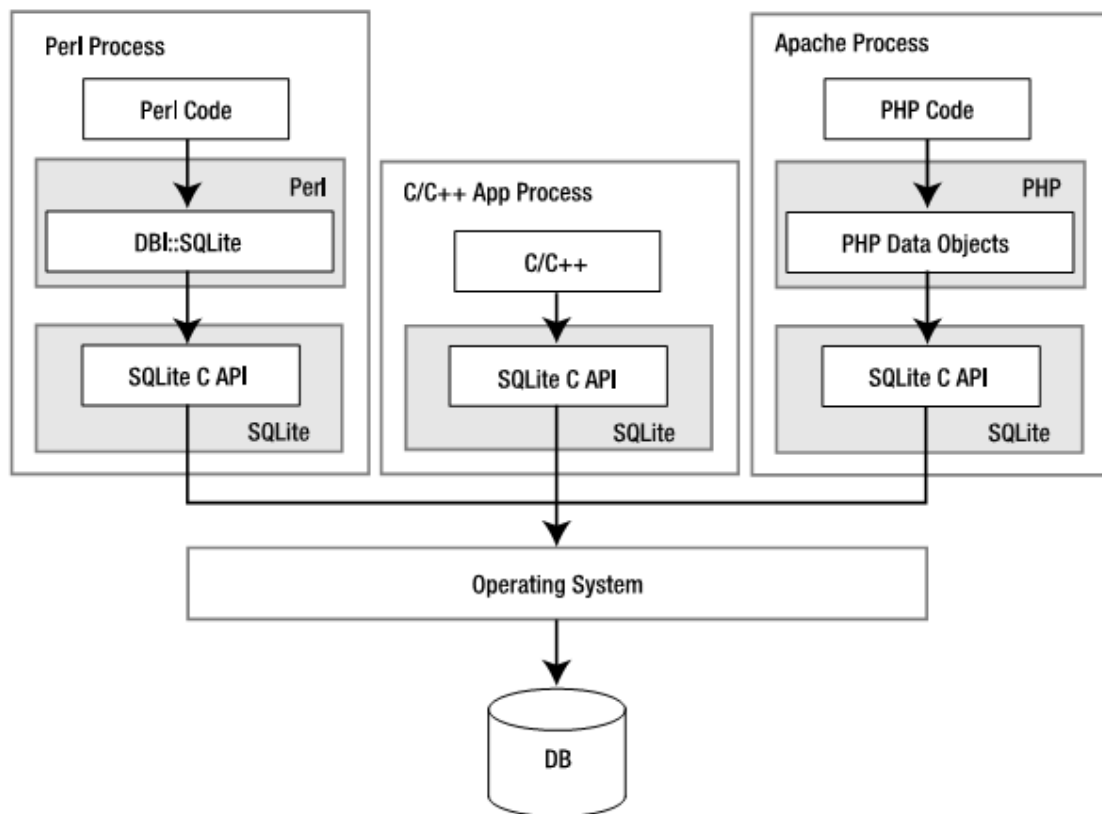 Perl Process
Perl Code
Perl
DBI::SQLite
SQLite C API
SQLite
C/C++ App Process
C/C++
SQLite C API
SQLite
Apache Process
PHP Code
PHP
PHP Data Objects
SQLite C API
SQLite
Operating System
DB